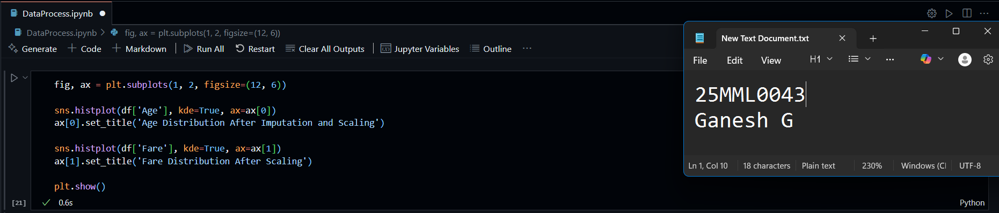 DataProcess.ipynb
DataProcess.ipynb > fig, ax = plt.subplots(1, 2, figsize=(12, 6))
Generate + Code + Markdown | Run All Restart Clear All Outputs | Jupyter Variables Outline ...
fig, ax = plt.subplots(1, 2, figsize=(12, 6))
sns.histplot(df['Age'], kde=True, ax=ax[0])
ax[0].set_title('Age Distribution After Imputation and Scaling')
sns.histplot(df['Fare'], kde=True, ax=ax[1])
ax[1].set_title('Fare Distribution After Scaling')
plt.show()
[21] 0.6s
Python
New Text Document.txt
File Edit View H1
25MML0043
Ganesh G
Ln 1, Col 10 18 characters Plain text 230% Windows (Cl UTF-8